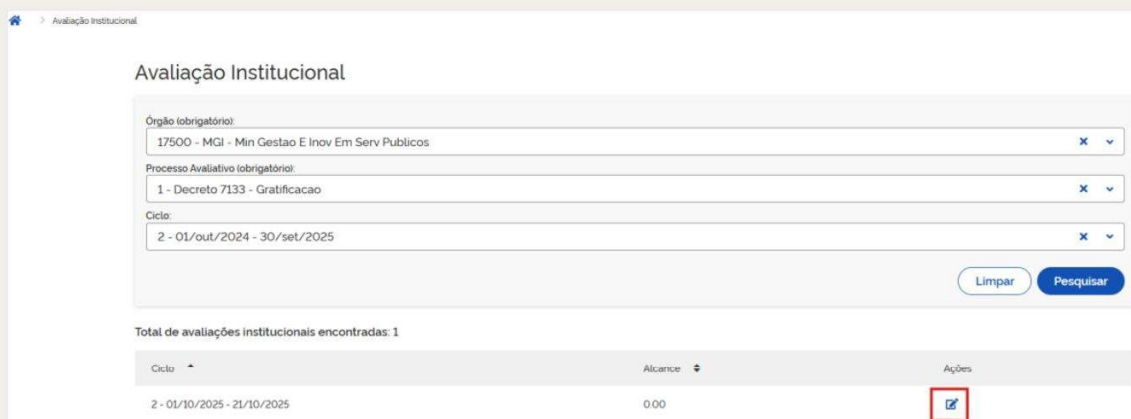 > Avaliação Institucional
Avaliação Institucional
Órgão (obrigatório):
17500 - MGI - Min Gestao E Inov Em Serv Publicos
Processo Avaliativo (obrigatório):
1 - Decreto 7133 - Gratificacao
Ciclo:
2 - 01/out/2024 - 30/set/2025
Limpar Pesquisar
Total de avaliações institucionais encontradas: 1
Ciclo Alcance Ações
2 - 01/10/2025 - 21/10/2025 0.00